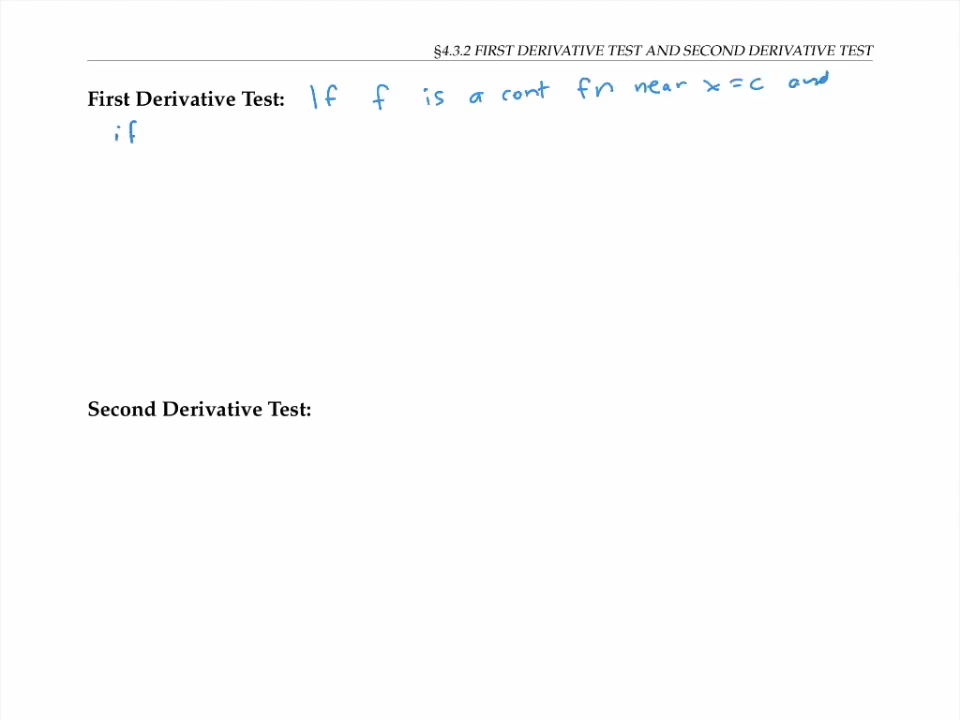 §4.3.2 FIRST DERIVATIVE TEST AND SECOND DERIVATIVE TEST
First Derivative Test: If f is a cont fn near x = c and
if
Second Derivative Test: